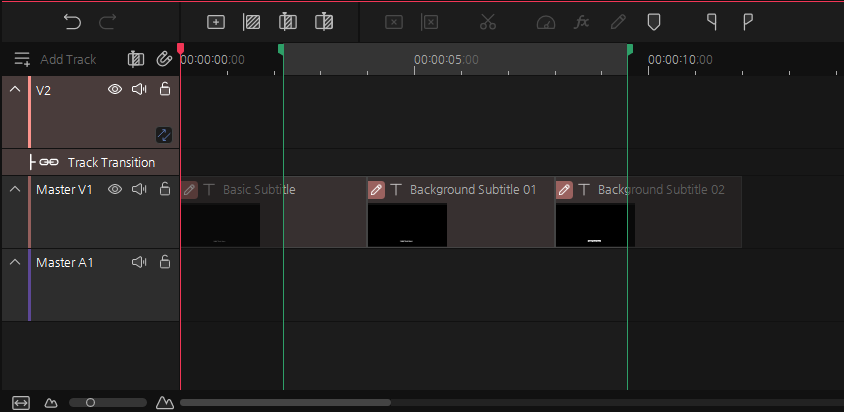 Add Track
00:00:00:00
00:00:05:00
00:00:10:00
V2
Track Transition
Master V1
T Basic Subtitle
T Background Subtitle 01
T Background Subtitle 02
Master A1